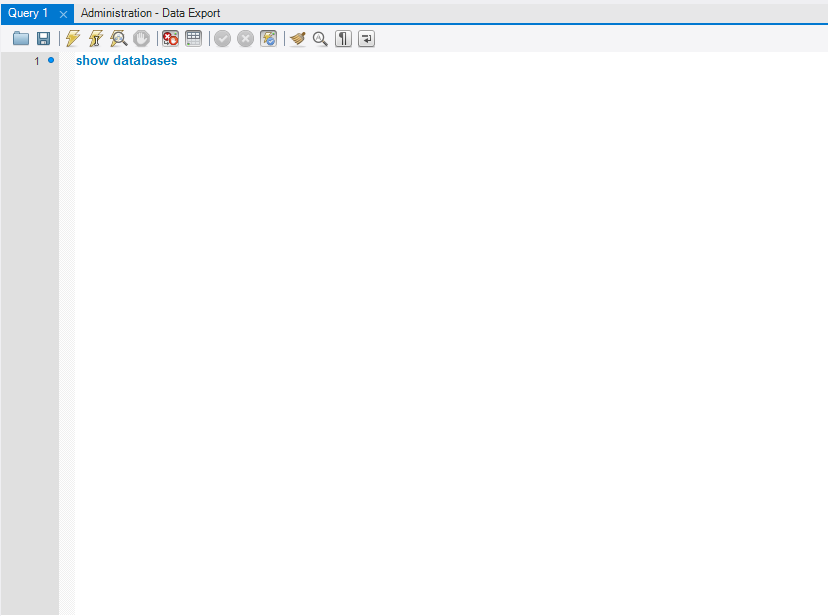 Query 1 Administration - Data Export
1 show databases